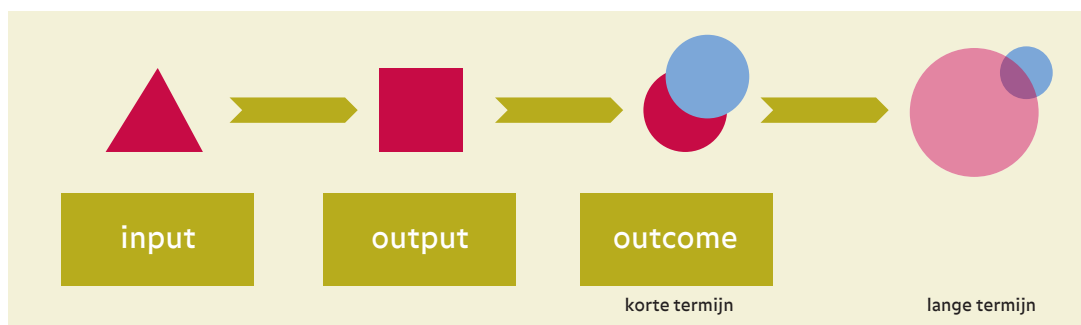 input
output
outcome
korte termijn
lange termijn